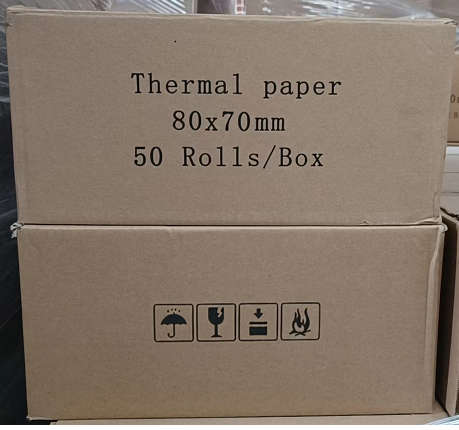 Thermal paper
80x70mm
50 Rolls/Box